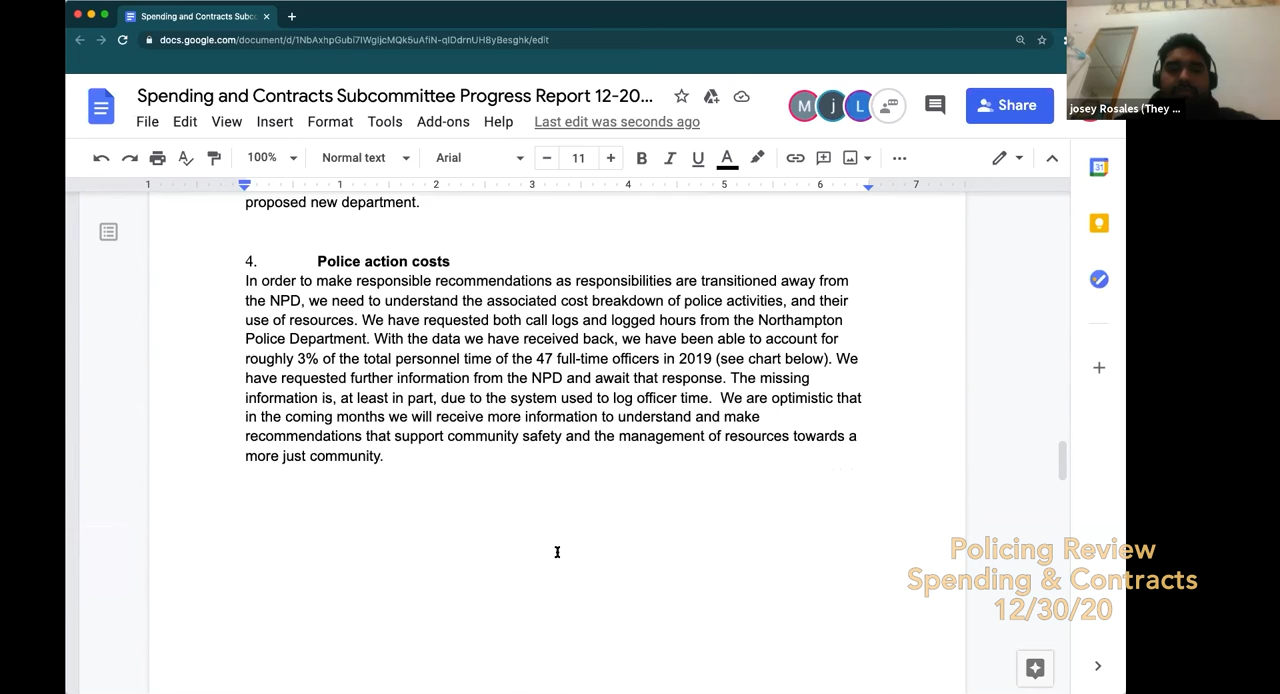 Spending and Contracts Subcc
docs.google.com/document/d/1NbAxhpGubi7IWgljcMQk5uAfiN-qIDdrnUH8yBesghk/edit
josey Rosales (They ...
Spending and Contracts Subcommittee Progress Report 12-20...
M j L
Share
File Edit View Insert Format Tools Add-ons Help Last edit was seconds ago
100% Normal text Arial 11 B I U A
1 1 2 3 4 5 6 7
31
proposed new department.
4. Police action costs
In order to make responsible recommendations as responsibilities are transitioned away from
the NPD, we need to understand the associated cost breakdown of police activities, and their
use of resources. We have requested both call logs and logged hours from the Northampton
Police Department. With the data we have received back, we have been able to account for
roughly 3% of the total personnel time of the 47 full-time officers in 2019 (see chart below). We
have requested further information from the NPD and await that response. The missing
information is, at least in part, due to the system used to log officer time.  We are optimistic that
in the coming months we will receive more information to understand and make
recommendations that support community safety and the management of resources towards a
more just community.
Policing Review
Spending & Contracts
12/30/20